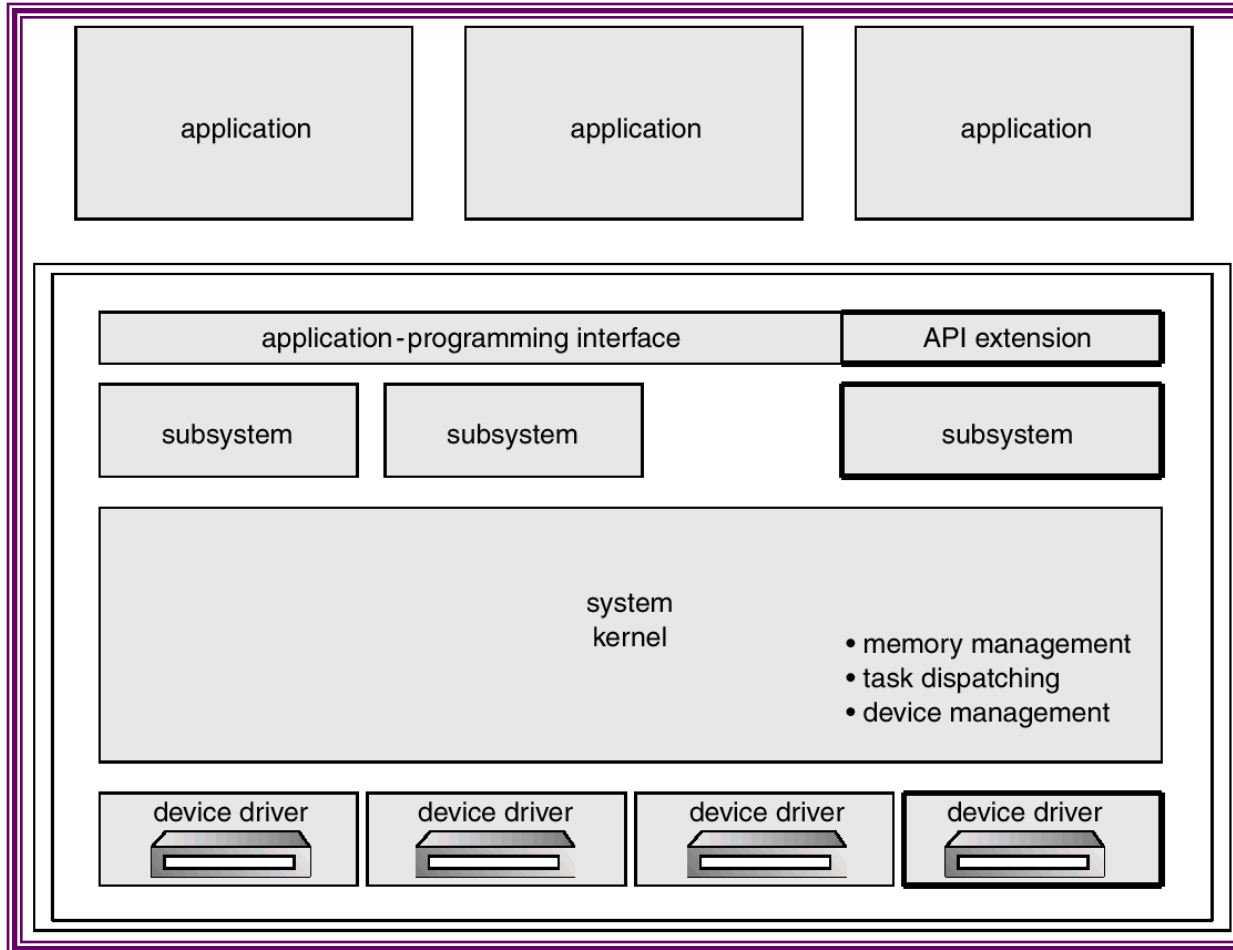 application
application
application
application-programming interface
API extension
subsystem
subsystem
subsystem
system
kernel
• memory management
• task dispatching
• device management
device driver
device driver
device driver
device driver